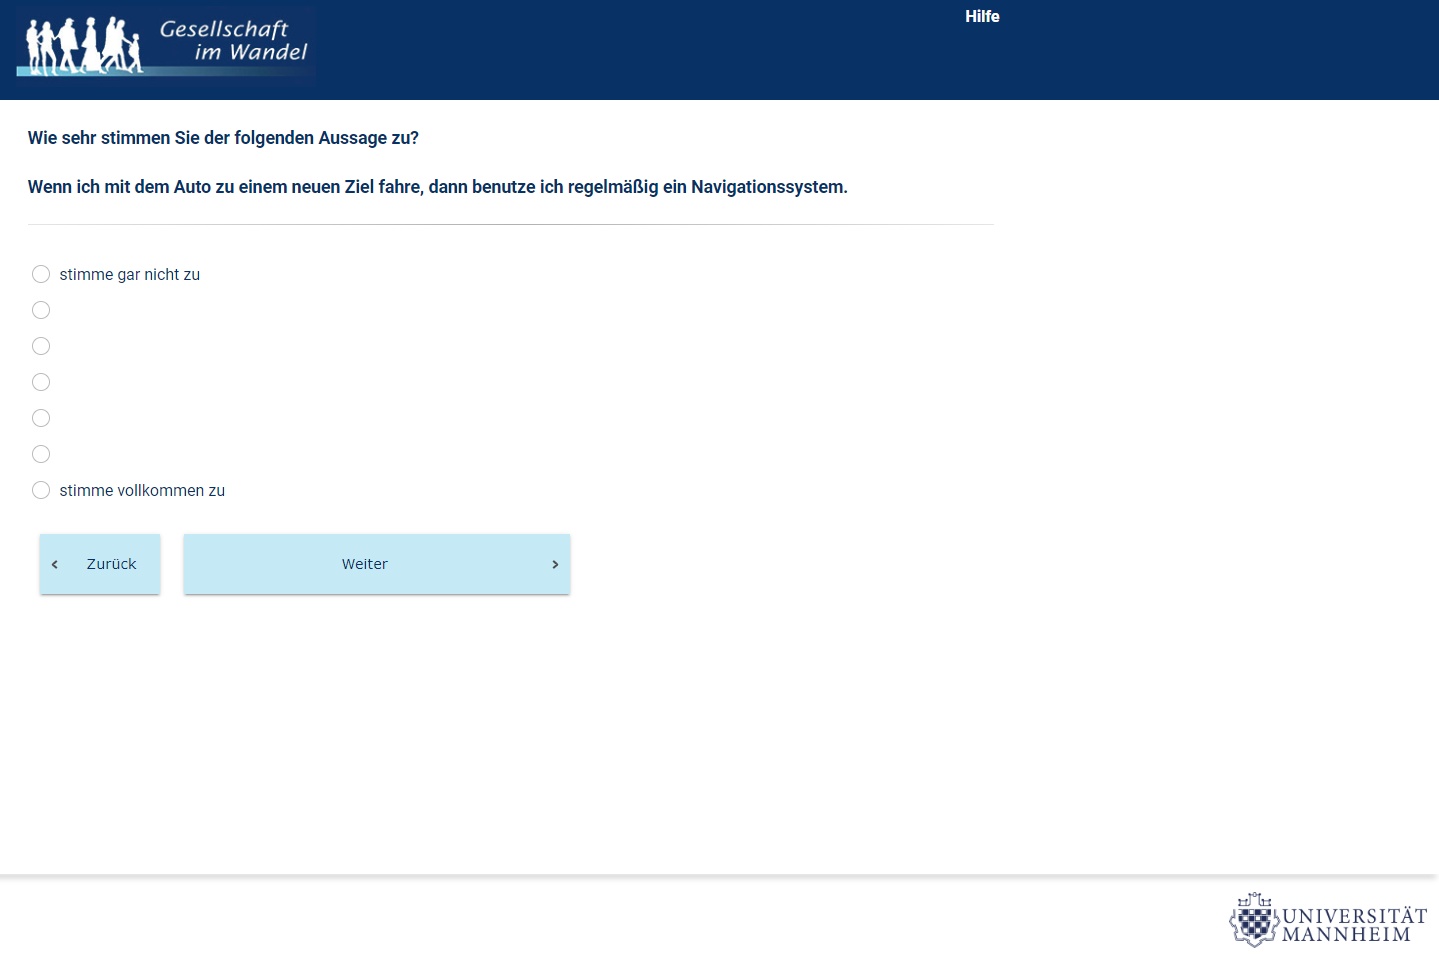 Gesellschaft
im Wandel
Hilfe
Wie sehr stimmen Sie der folgenden Aussage zu?
Wenn ich mit dem Auto zu einem neuen Ziel fahre, dann benutze ich regelmäßig ein Navigationssystem.
stimme gar nicht zu
stimme vollkommen zu
Zurück
Weiter
UNIVERSITÄT
MANNHEIM